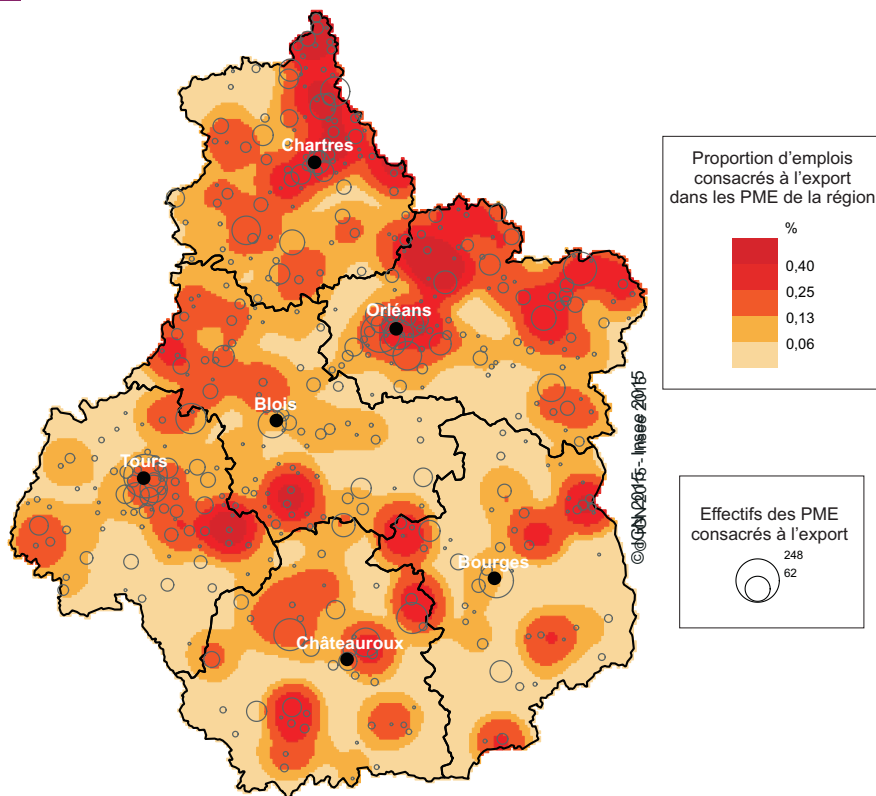 Chartres
Orléans
Blois
Tours
Bourges
Châteauroux
Proportion d'emplois
consacrés à l'export
dans les PME de la région
%
0,40
0,25
0,13
0,06
Effectifs des PME
consacrés à l'export
248
62
2015 - Insee 2015